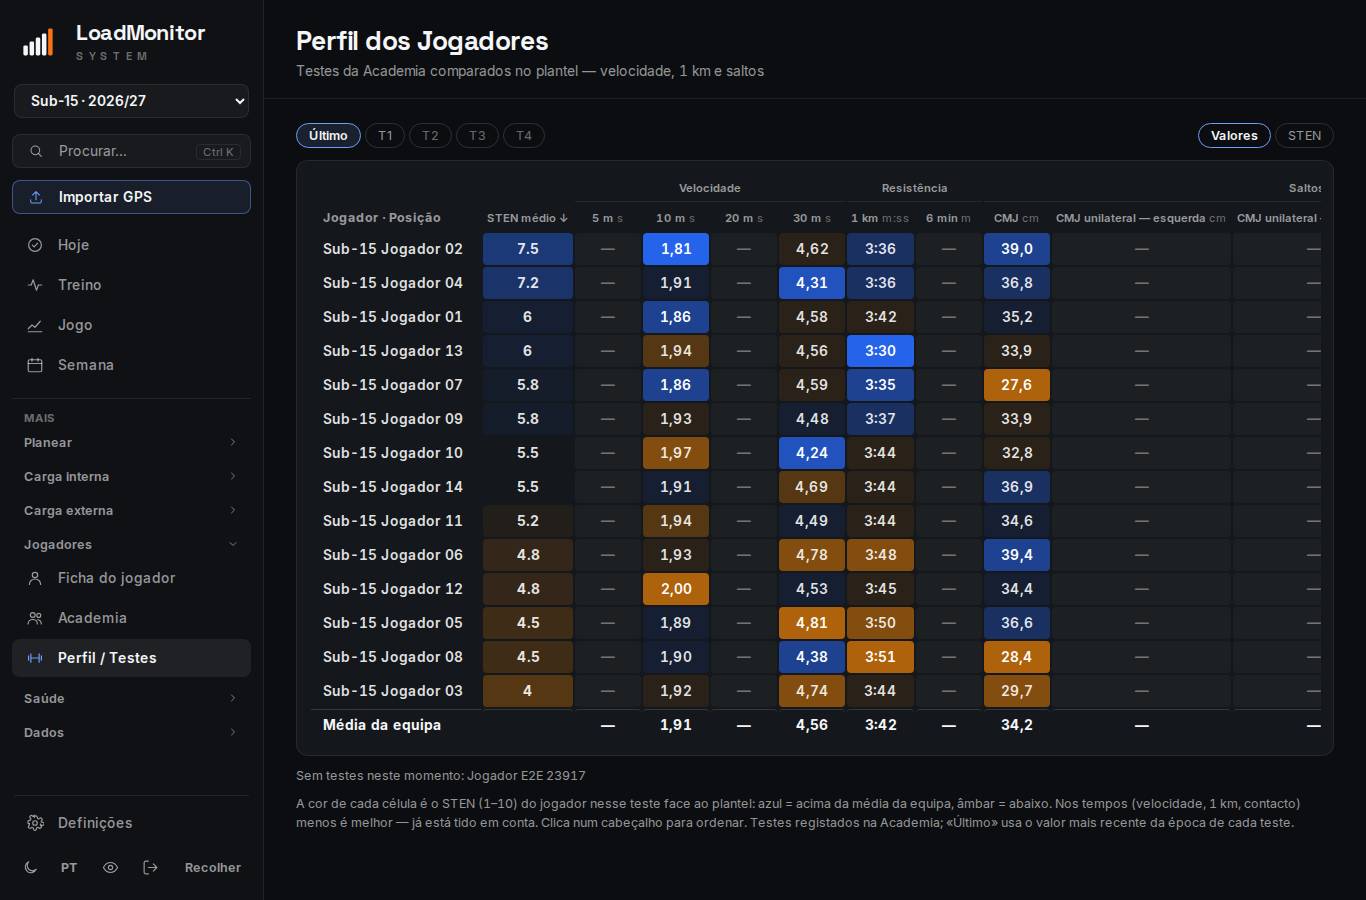 LoadMonitor
SYSTEM
Sub-15 · 2026/27
Procurar... Ctrl K
Importar GPS
Hoje
Treino
Jogo
Semana
MAIS
Planear
Carga interna
Carga externa
Jogadores
Ficha do jogador
Academia
Perfil / Testes
Saúde
Dados
Definições
PT Recolher
Perfil dos Jogadores
Testes da Academia comparados no plantel — velocidade, 1 km e saltos
Último T1 T2 T3 T4 Valores STEN
Velocidade Resistência Saltos
Jogador · Posição STEN médio ↓ 5 m s 10 m s 20 m s 30 m s 1 km m:ss 6 min m CMJ cm CMJ unilateral — esquerda cm CMJ unilateral -
Sub-15 Jogador 02 7.5 — 1,81 — 4,62 3:36 — 39,0 — —
Sub-15 Jogador 04 7.2 — 1,91 — 4,31 3:36 — 36,8 — —
Sub-15 Jogador 01 6 — 1,86 — 4,58 3:42 — 35,2 — —
Sub-15 Jogador 13 6 — 1,94 — 4,56 3:30 — 33,9 — —
Sub-15 Jogador 07 5.8 — 1,86 — 4,59 3:35 — 27,6 — —
Sub-15 Jogador 09 5.8 — 1,93 — 4,48 3:37 — 33,9 — —
Sub-15 Jogador 10 5.5 — 1,97 — 4,24 3:44 — 32,8 — —
Sub-15 Jogador 14 5.5 — 1,91 — 4,69 3:44 — 36,9 — —
Sub-15 Jogador 11 5.2 — 1,94 — 4,49 3:44 — 34,6 — —
Sub-15 Jogador 06 4.8 — 1,93 — 4,78 3:48 — 39,4 — —
Sub-15 Jogador 12 4.8 — 2,00 — 4,53 3:45 — 34,4 — —
Sub-15 Jogador 05 4.5 — 1,89 — 4,81 3:50 — 36,6 — —
Sub-15 Jogador 08 4.5 — 1,90 — 4,38 3:51 — 28,4 — —
Sub-15 Jogador 03 4 — 1,92 — 4,74 3:44 — 29,7 — —
Média da equipa — 1,91 — 4,56 3:42 — 34,2 — —
Sem testes neste momento: Jogador E2E 23917
A cor de cada célula é o STEN (1–10) do jogador nesse teste face ao plantel: azul = acima da média da equipa, âmbar = abaixo. Nos tempos (velocidade, 1 km, contacto)
menos é melhor — já está tido em conta. Clica num cabeçalho para ordenar. Testes registados na Academia; «Último» usa o valor mais recente da época de cada teste.